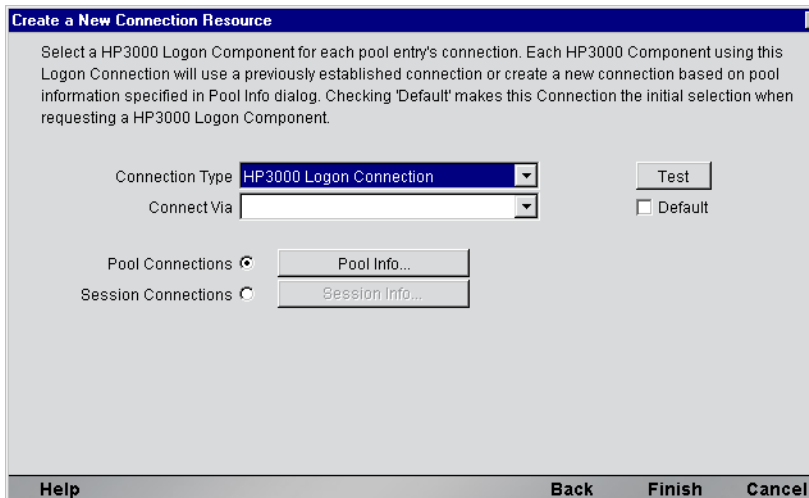 Create a New Connection Resource
Select a HP3000 Logon Component for each pool entry's connection. Each HP3000 Component using this
Logon Connection will use a previously established connection or create a new connection based on pool
information specified in Pool Info dialog. Checking 'Default' makes this Connection the initial selection when
requesting a HP3000 Logon Component.
Connection Type HP3000 Logon Connection Test
Connect Via Default
Pool Connections Pool Info...
Session Connections Session Info...
Help Back Finish Cancel